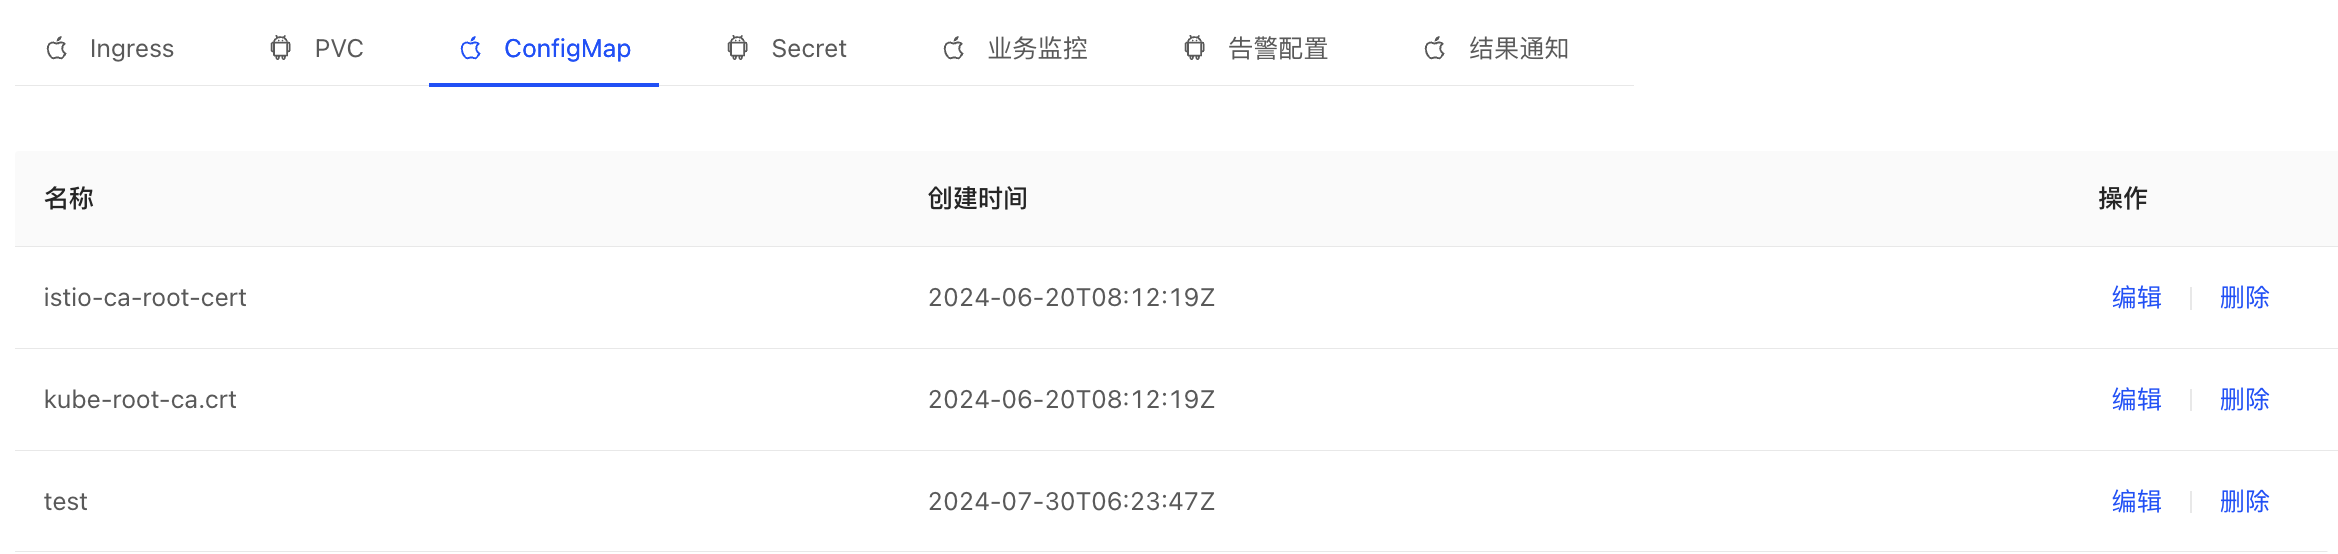 Ingress PVC ConfigMap Secret 业务监控 告警配置 结果通知
名称 创建时间 操作
istio-ca-root-cert 2024-06-20T08:12:19Z 编辑 删除
kube-root-ca.crt 2024-06-20T08:12:19Z 编辑 删除
test 2024-07-30T06:23:47Z 编辑 删除